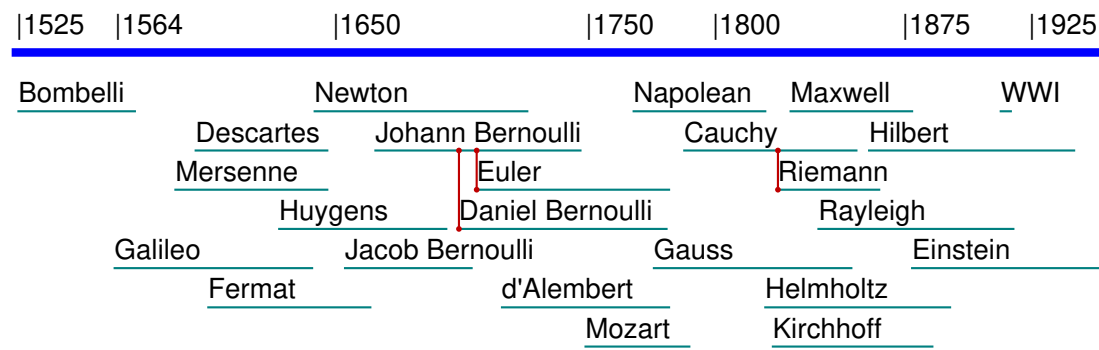 |1525 |1564 |1650 |1750 |1800 |1875 |1925
Bombelli Newton Napolean Maxwell WWI
Descartes Johann Bernoulli Cauchy Hilbert
Mersenne Euler Riemann
Huygens Daniel Bernoulli Rayleigh
Galileo Jacob Bernoulli Gauss Einstein
Fermat d'Alembert Helmholtz
Mozart Kirchhoff